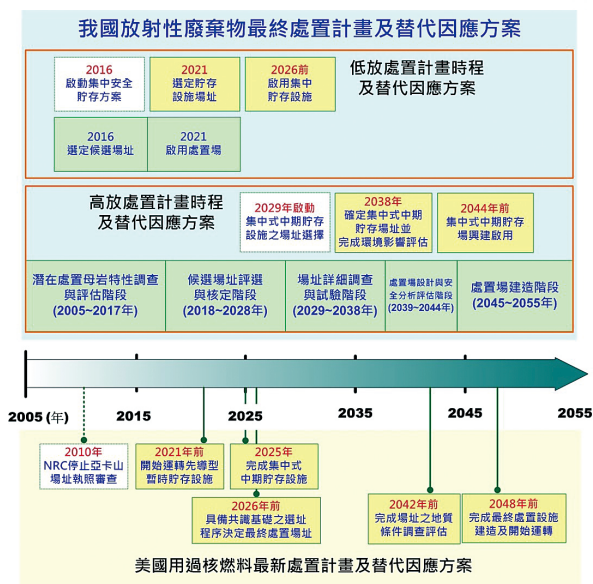 我國放射性廢棄物最終處置計畫及替代因應方案
2016
啟動集中安全
貯存方案
2021
選定貯存
設施場址
2026前
啟用集中
貯存設施
低放處置計畫時程
及替代因應方案
2016
選定候選場址
2021
啟用處置場
高放處置計畫時程
及替代因應方案
2029年啟動
集中式中期貯存
設施之場址選擇
2038年
確定集中式中期
貯存場址並
完成環境影響評估
2044年前
集中式中期貯存
場興建啟用
潛在處置母岩特性調查
與評估階段
(2005~2017年)
候選場址評選
與核定階段
(2018~2028年)
場址詳細調查
與試驗階段
(2029~2038年)
處置場設計與安
全分析評估階段
(2039~2044年)
處置場建造階段
(2045~2055年)
2005 (年)
2015
2025
2035
2045
2055
2010年
NRC停止亞卡山
場址執照審查
2021年前
開始運轉先導型
暫時貯存設施
2025年
完成集中式
中期貯存設施
2026年前
具備共識基礎之選址
程序決定最終處置場址
2042年前
完成場址之地質
條件調查評估
2048年前
完成最終處置設施
建造及開始運轉
美國用過核燃料最新處置計畫及替代因應方案